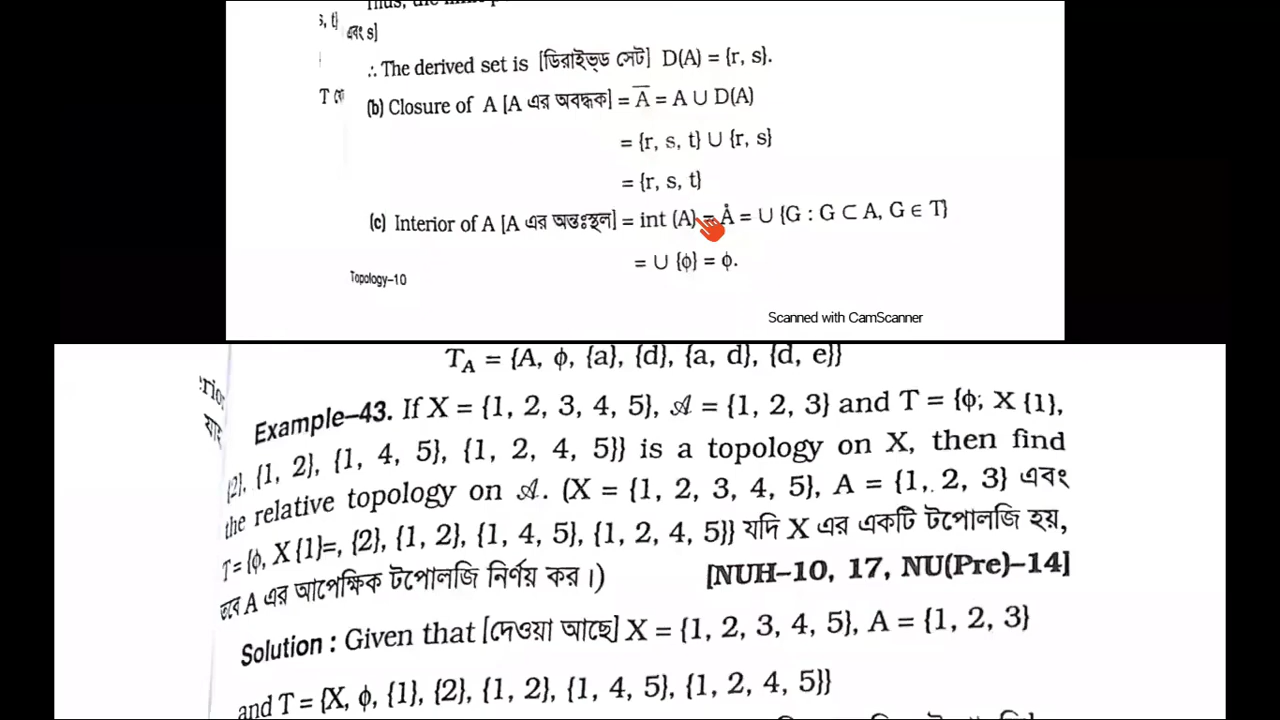 s, t}
এবং s]
∴ The derived set is [ডিরাইভ্ড সেট] D(A) = {r, s}.
(b) Closure of A [A এর অবদ্ধক] = A̅ = A ∪ D(A)
= {r, s, t} ∪ {r, s}
= {r, s, t}
(c) Interior of A [A এর অন্তঃস্থল] = int (A) = Å = ∪ {G : G ⊂ A, G ∈ T}
= ∪ {ϕ} = ϕ.
Topology–10
Scanned with CamScanner
T_A = {A, ϕ, {a}, {d}, {a, d}, {d, e}}
Example–43. If X = {1, 2, 3, 4, 5}, 𝒜 = {1, 2, 3} and T = {ϕ, X {1},
{2}, {1, 2}, {1, 4, 5}, {1, 2, 4, 5}} is a topology on X, then find
the relative topology on 𝒜. (X = {1, 2, 3, 4, 5}, A = {1, 2, 3} এবং
T = {ϕ, X {1}=, {2}, {1, 2}, {1, 4, 5}, {1, 2, 4, 5}} যদি X এর একটি টপোলজি হয়,
তবে A এর আপেক্ষিক টপোলজি নির্ণয় কর।) [NUH–10, 17, NU(Pre)–14]
Solution : Given that [দেওয়া আছে] X = {1, 2, 3, 4, 5}, A = {1, 2, 3}
and T = {X, ϕ, {1}, {2}, {1, 2}, {1, 4, 5}, {1, 2, 4, 5}}